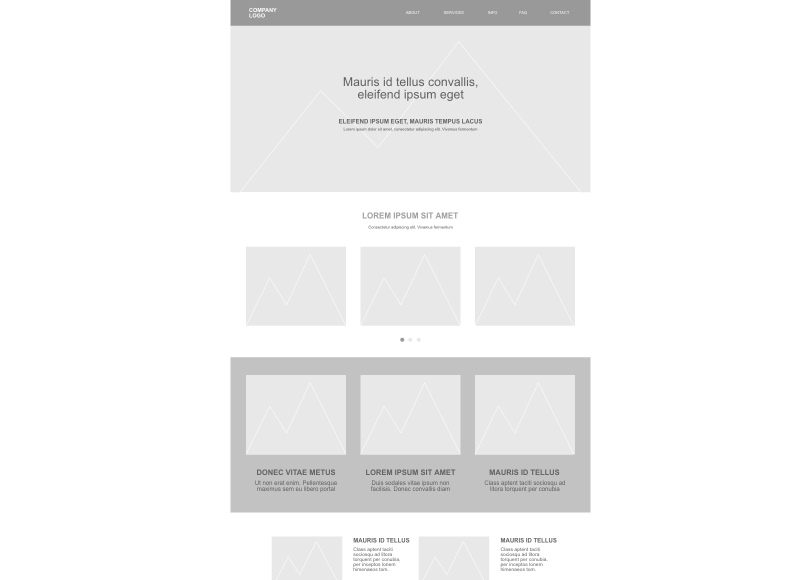 COMPANY
LOGO
ABOUT SERVICES INFO FAQ CONTACT
Mauris id tellus convallis,
eleifend ipsum eget
ELEIFEND IPSUM EGET, MAURIS TEMPUS LACUS
Lorem ipsum dolor sit amet, consectetur adipiscing elit. Vivamus fermentum
LOREM IPSUM SIT AMET
Consectetur adipiscing elit. Vivamus fermentum
DONEC VITAE METUS
Ut non erat enim. Pellentesque
maximus sem eu libero portal
LOREM IPSUM SIT AMET
Duis sodales vitae ipsum non
facilisis. Donec convallis diam
MAURIS ID TELLUS
Class aptent taciti sociosqu ad
litora torquent per conubia
MAURIS ID TELLUS
Class aptent taciti
sociosqu ad litora
torquent per conubia,
per inceptos lonem
himenaeos lom.
MAURIS ID TELLUS
Class aptent taciti
sociosqu ad litora
torquent per conubia,
per inceptos lonem
himenaeos lom.